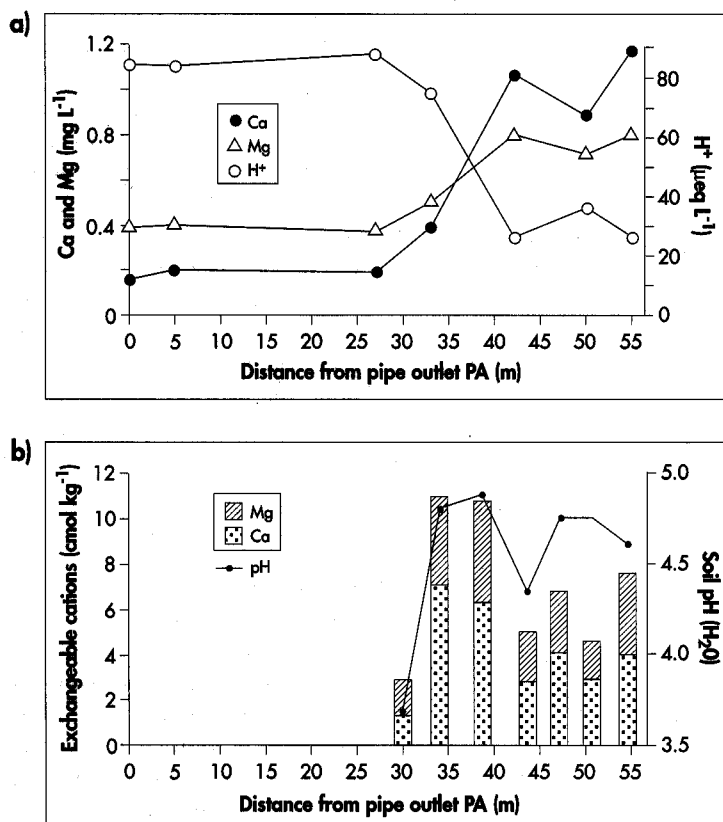 a)
Ca and Mg (mg L⁻¹)
1.2
0.8
0.4
0
Ca
Mg
H⁺
80
60
40
20
0
H⁺ (µeq L⁻¹)
0 5 10 15 20 25 30 35 40 45 50 55
Distance from pipe outlet PA (m)
b)
Exchangeable cations (cmol kg⁻¹)
12
10
8
6
4
2
0
Mg
Ca
pH
5.0
4.5
4.0
3.5
Soil pH (H₂0)
0 5 10 15 20 25 30 35 40 45 50 55
Distance from pipe outlet PA (m)